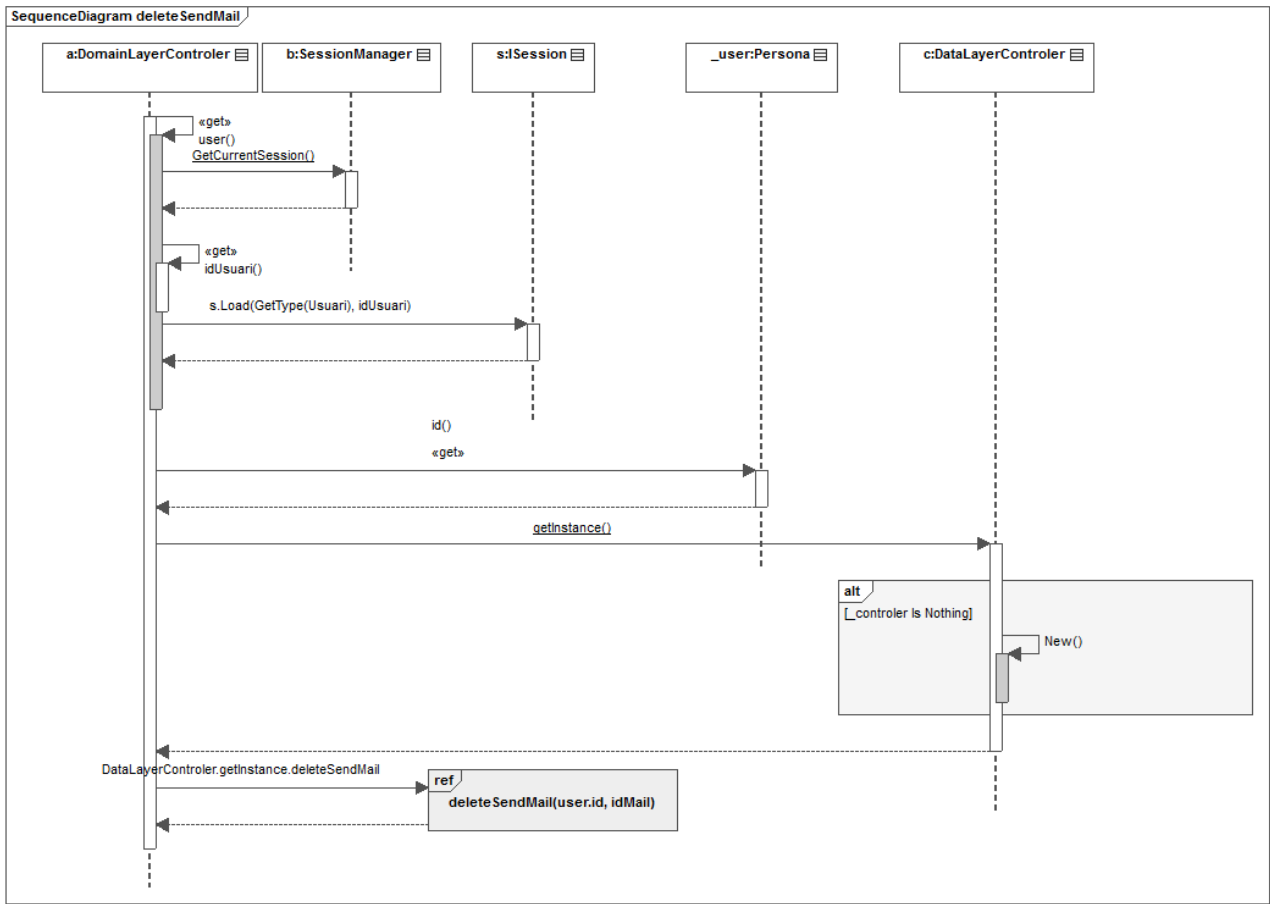 SequenceDiagram deleteSendMail
a:DomainLayerControler
b:SessionManager
s:ISession
_user:Persona
c:DataLayerControler
«get»
user()
GetCurrentSession()
«get»
idUsuari()
s.Load(GetType(Usuari), idUsuari)
id()
«get»
getInstance()
alt
[_controler Is Nothing]
New()
DataLayerControler.getInstance.deleteSendMail
ref
deleteSendMail(user.id, idMail)